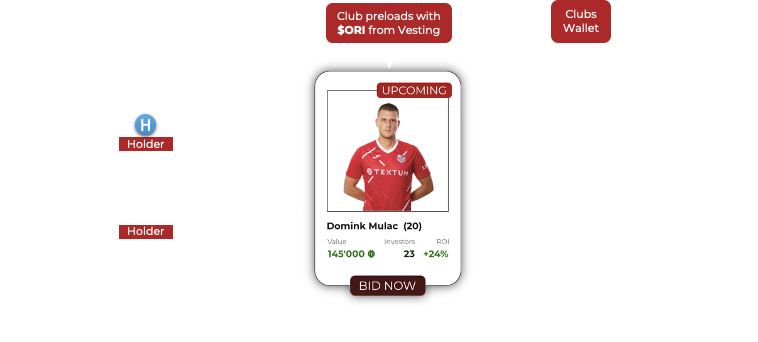 Club preloads with
$ORI from Vesting
Clubs
Wallet
UPCOMING
H
Holder
TEXTUM
Holder
Domink Mulac (20)
Value Investors ROI
145'000 23 +24%
BID NOW